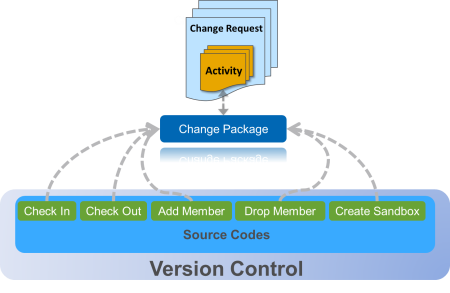 Change Request
Activity
Change Package
Check In
Check Out
Add Member
Drop Member
Create Sandbox
Source Codes
Version Control